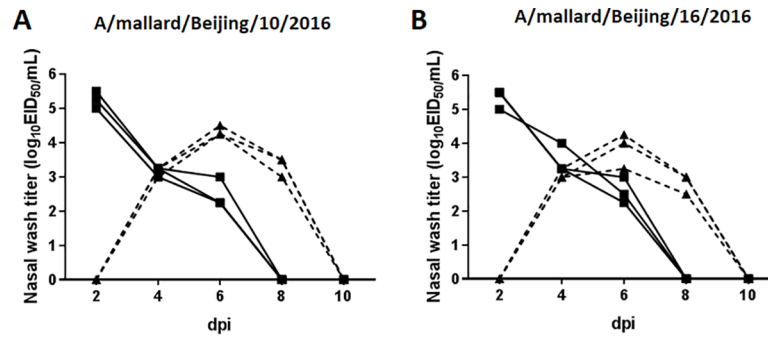 A
A/mallard/Beijing/10/2016
Nasal wash titer (log10EID50/mL)
6
5
4
3
2
1
0
2 4 6 8 10
dpi
B
A/mallard/Beijing/16/2016
Nasal wash titer (log10EID50/mL)
6
5
4
3
2
1
0
2 4 6 8 10
dpi